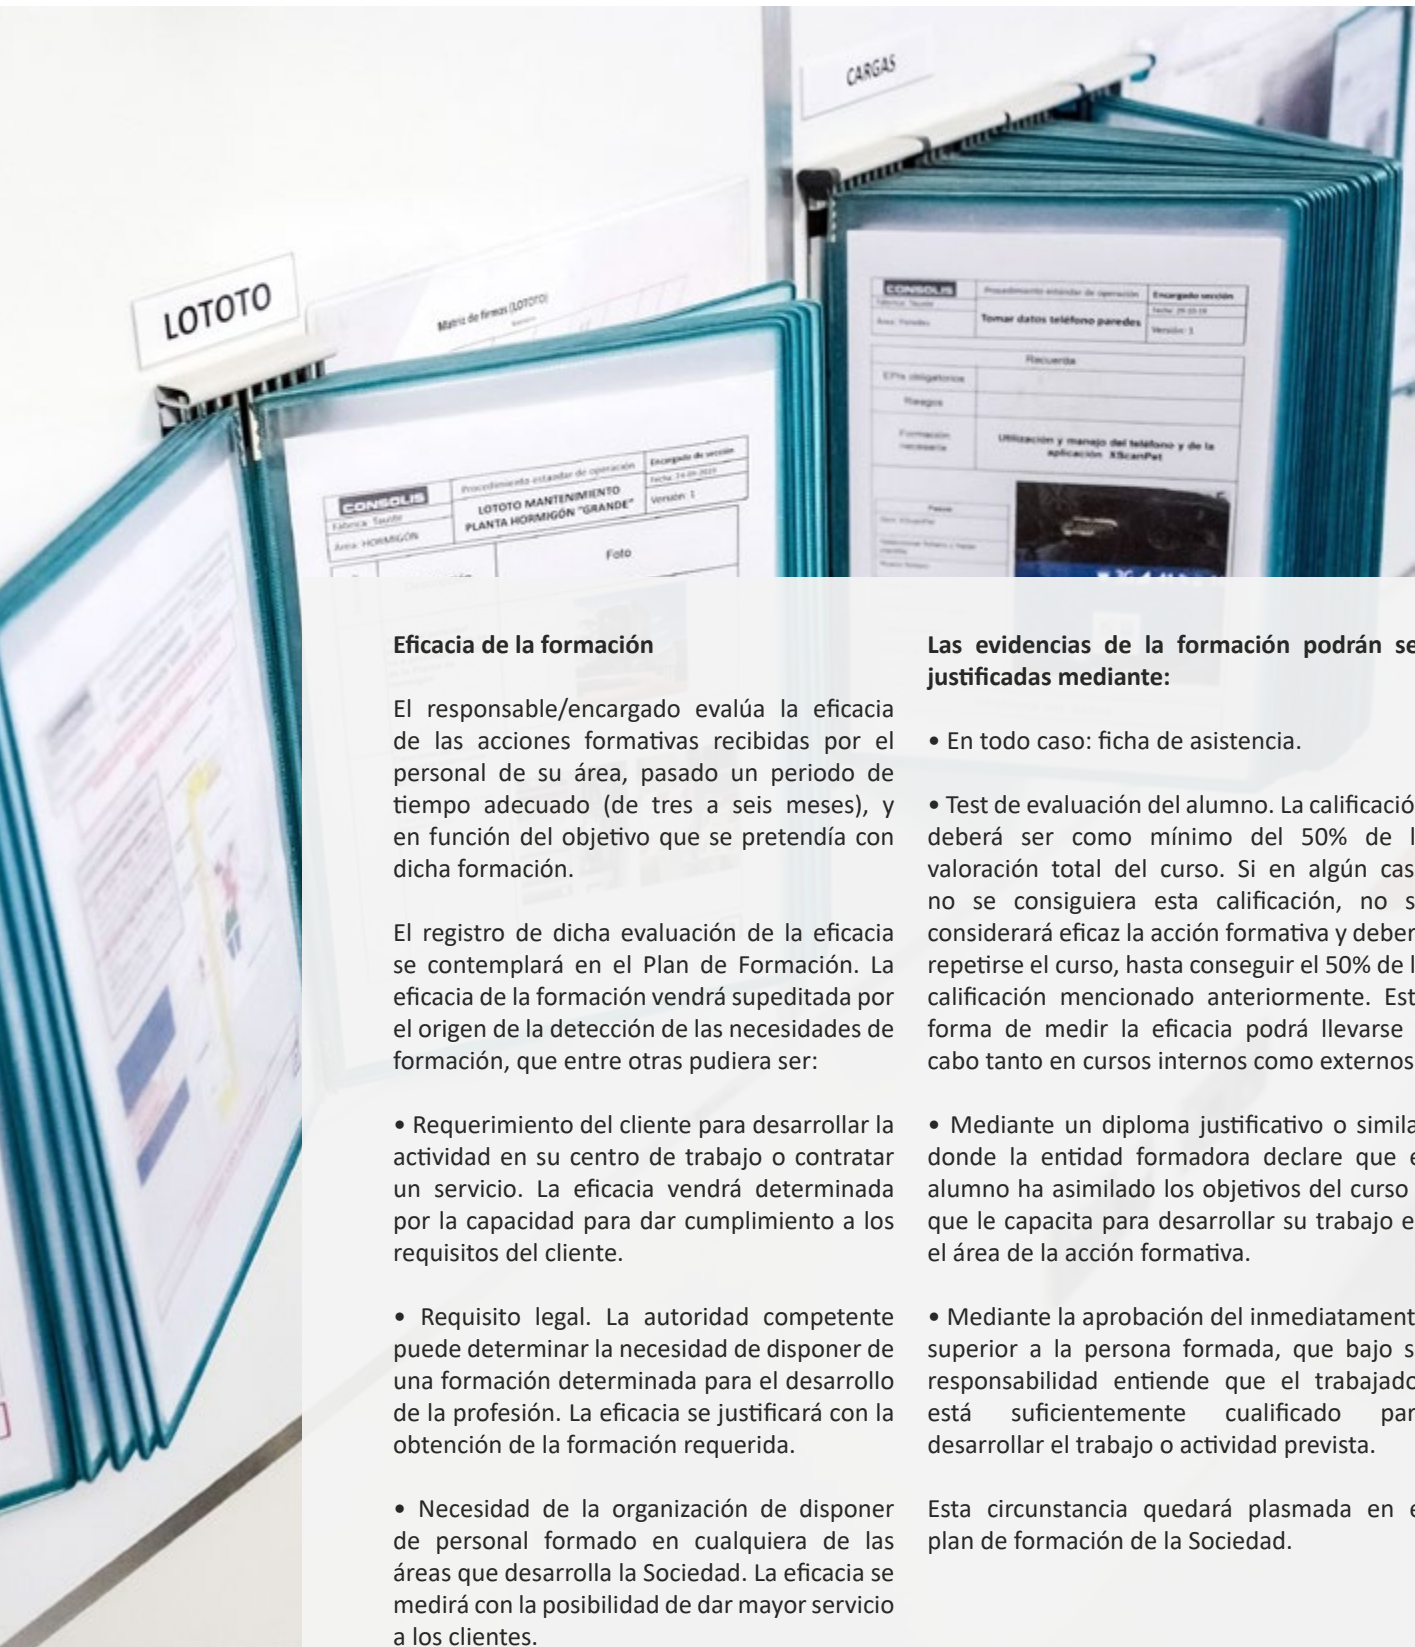 CARGAS
LOTOTO
Matriz de firmas (LOTOTO)
CONSOLIS
Procedimiento estándar de operación
Encargado sección
Fábrica: Tauste
Fecha: 29-10-19
Área: Paredes
Tomar datos teléfono paredes
Versión: 1
Recuerda
EPIs obligatorios
Riesgos
Formación
necesaria
Utilización y manejo del teléfono y de la
aplicación XScanPet
Pasos
CONSOLIS
Procedimiento estandar de operación
Encargado de sección
Fábrica: Tauste
LOTOTO MANTENIMIENTO
PLANTA HORMIGÓN "GRANDE"
Versión: 1
Área: HORMIGÓN
Foto
Eficacia de la formación
El responsable/encargado evalúa la eficacia
de las acciones formativas recibidas por el
personal de su área, pasado un periodo de
tiempo adecuado (de tres a seis meses), y
en función del objetivo que se pretendía con
dicha formación.
El registro de dicha evaluación de la eficacia
se contemplará en el Plan de Formación. La
eficacia de la formación vendrá supeditada por
el origen de la detección de las necesidades de
formación, que entre otras pudiera ser:
• Requerimiento del cliente para desarrollar la
actividad en su centro de trabajo o contratar
un servicio. La eficacia vendrá determinada
por la capacidad para dar cumplimiento a los
requisitos del cliente.
• Requisito legal. La autoridad competente
puede determinar la necesidad de disponer de
una formación determinada para el desarrollo
de la profesión. La eficacia se justificará con la
obtención de la formación requerida.
• Necesidad de la organización de disponer
de personal formado en cualquiera de las
áreas que desarrolla la Sociedad. La eficacia se
medirá con la posibilidad de dar mayor servicio
a los clientes.
Las evidencias de la formación podrán se
justificadas mediante:
• En todo caso: ficha de asistencia.
• Test de evaluación del alumno. La calificació
deberá ser como mínimo del 50% de l
valoración total del curso. Si en algún cas
no se consiguiera esta calificación, no s
considerará eficaz la acción formativa y deber
repetirse el curso, hasta conseguir el 50% de l
calificación mencionado anteriormente. Est
forma de medir la eficacia podrá llevarse
cabo tanto en cursos internos como externos
• Mediante un diploma justificativo o simila
donde la entidad formadora declare que e
alumno ha asimilado los objetivos del curso
que le capacita para desarrollar su trabajo e
el área de la acción formativa.
• Mediante la aprobación del inmediatament
superior a la persona formada, que bajo s
responsabilidad entiende que el trabajado
está suficientemente cualificado par
desarrollar el trabajo o actividad prevista.
Esta circunstancia quedará plasmada en e
plan de formación de la Sociedad.